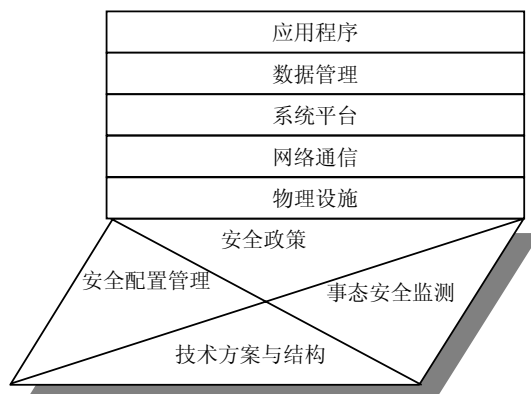 应用程序
数据管理
系统平台
网络通信
物理设施
安全政策
安全配置管理
事态安全监测
技术方案与结构